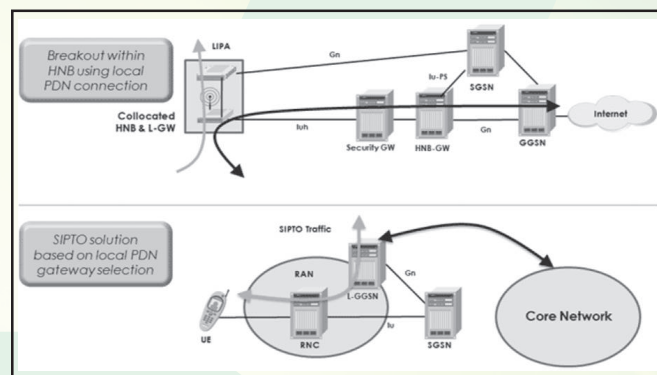 Breakout within
HNB using local
PDN connection
LIPA
Gn
SGSN
Iu-PS
Collocated
HNB & L-GW
Iuh
Security GW
HNB-GW
Gn
GGSN
Internet
SIPTO solution
based on local PDN
gateway selection
SIPTO Traffic
RAN
L-GGSN
Gn
UE
RNC
Iu
SGSN
Core Network